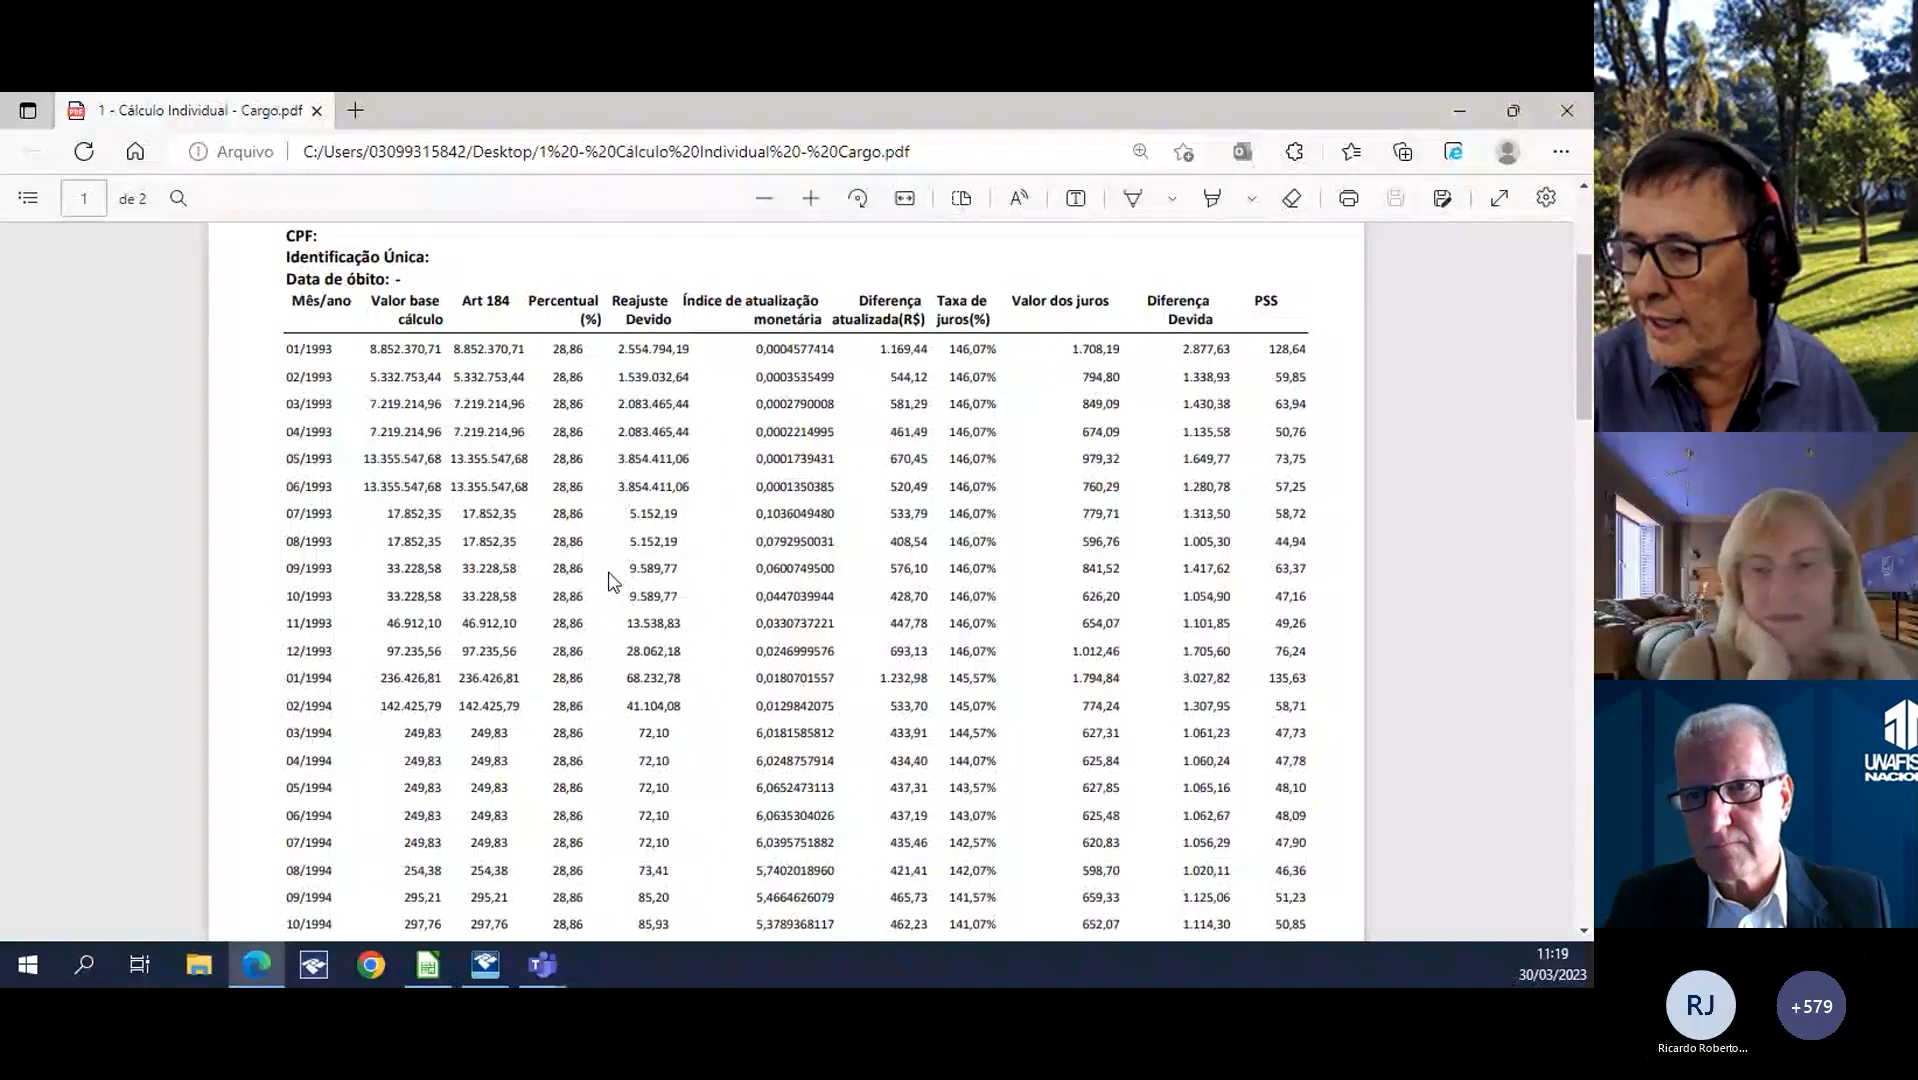 1 - Cálculo Individual - Cargo.pdf
Arquivo
C:/Users/03099315842/Desktop/1%20-%20Cálculo%20Individual%20-%20Cargo.pdf
1 de 2
CPF:
Identificação Única:
Data de óbito: -
Mês/ano Valor base cálculo Art 184 Percentual (%) Reajuste Devido Índice de atualização monetária Diferença atualizada(R$) Taxa de juros(%) Valor dos juros Diferença Devida PSS
01/1993 8.852.370,71 8.852.370,71 28,86 2.554.794,19 0,0004577414 1.169,44 146,07% 1.708,19 2.877,63 128,64
02/1993 5.332.753,44 5.332.753,44 28,86 1.539.032,64 0,0003535499 544,12 146,07% 794,80 1.338,93 59,85
03/1993 7.219.214,96 7.219.214,96 28,86 2.083.465,44 0,0002790008 581,29 146,07% 849,09 1.430,38 63,94
04/1993 7.219.214,96 7.219.214,96 28,86 2.083.465,44 0,0002214995 461,49 146,07% 674,09 1.135,58 50,76
05/1993 13.355.547,68 13.355.547,68 28,86 3.854.411,06 0,0001739431 670,45 146,07% 979,32 1.649,77 73,75
06/1993 13.355.547,68 13.355.547,68 28,86 3.854.411,06 0,0001350385 520,49 146,07% 760,29 1.280,78 57,25
07/1993 17.852,35 17.852,35 28,86 5.152,19 0,1036049480 533,79 146,07% 779,71 1.313,50 58,72
08/1993 17.852,35 17.852,35 28,86 5.152,19 0,0792950031 408,54 146,07% 596,76 1.005,30 44,94
09/1993 33.228,58 33.228,58 28,86 9.589,77 0,0600749500 576,10 146,07% 841,52 1.417,62 63,37
10/1993 33.228,58 33.228,58 28,86 9.589,77 0,0447039944 428,70 146,07% 626,20 1.054,90 47,16
11/1993 46.912,10 46.912,10 28,86 13.538,83 0,0330737221 447,78 146,07% 654,07 1.101,85 49,26
12/1993 97.235,56 97.235,56 28,86 28.062,18 0,0246999576 693,13 146,07% 1.012,46 1.705,60 76,24
01/1994 236.426,81 236.426,81 28,86 68.232,78 0,0180701557 1.232,98 145,57% 1.794,84 3.027,82 135,63
02/1994 142.425,79 142.425,79 28,86 41.104,08 0,0129842075 533,70 145,07% 774,24 1.307,95 58,71
03/1994 249,83 249,83 28,86 72,10 6,0181585812 433,91 144,57% 627,31 1.061,23 47,73
04/1994 249,83 249,83 28,86 72,10 6,0248757914 434,40 144,07% 625,84 1.060,24 47,78
05/1994 249,83 249,83 28,86 72,10 6,0652473113 437,31 143,57% 627,85 1.065,16 48,10
06/1994 249,83 249,83 28,86 72,10 6,0635304026 437,19 143,07% 625,48 1.062,67 48,09
07/1994 249,83 249,83 28,86 72,10 6,0395751882 435,46 142,57% 620,83 1.056,29 47,90
08/1994 254,38 254,38 28,86 73,41 5,7402018960 421,41 142,07% 598,70 1.020,11 46,36
09/1994 295,21 295,21 28,86 85,20 5,4664626079 465,73 141,57% 659,33 1.125,06 51,23
10/1994 297,76 297,76 28,86 85,93 5,3789368117 462,23 141,07% 652,07 1.114,30 50,85
11:19
30/03/2023
UNAFIS
NACIO
RJ
+579
Ricardo Roberto...